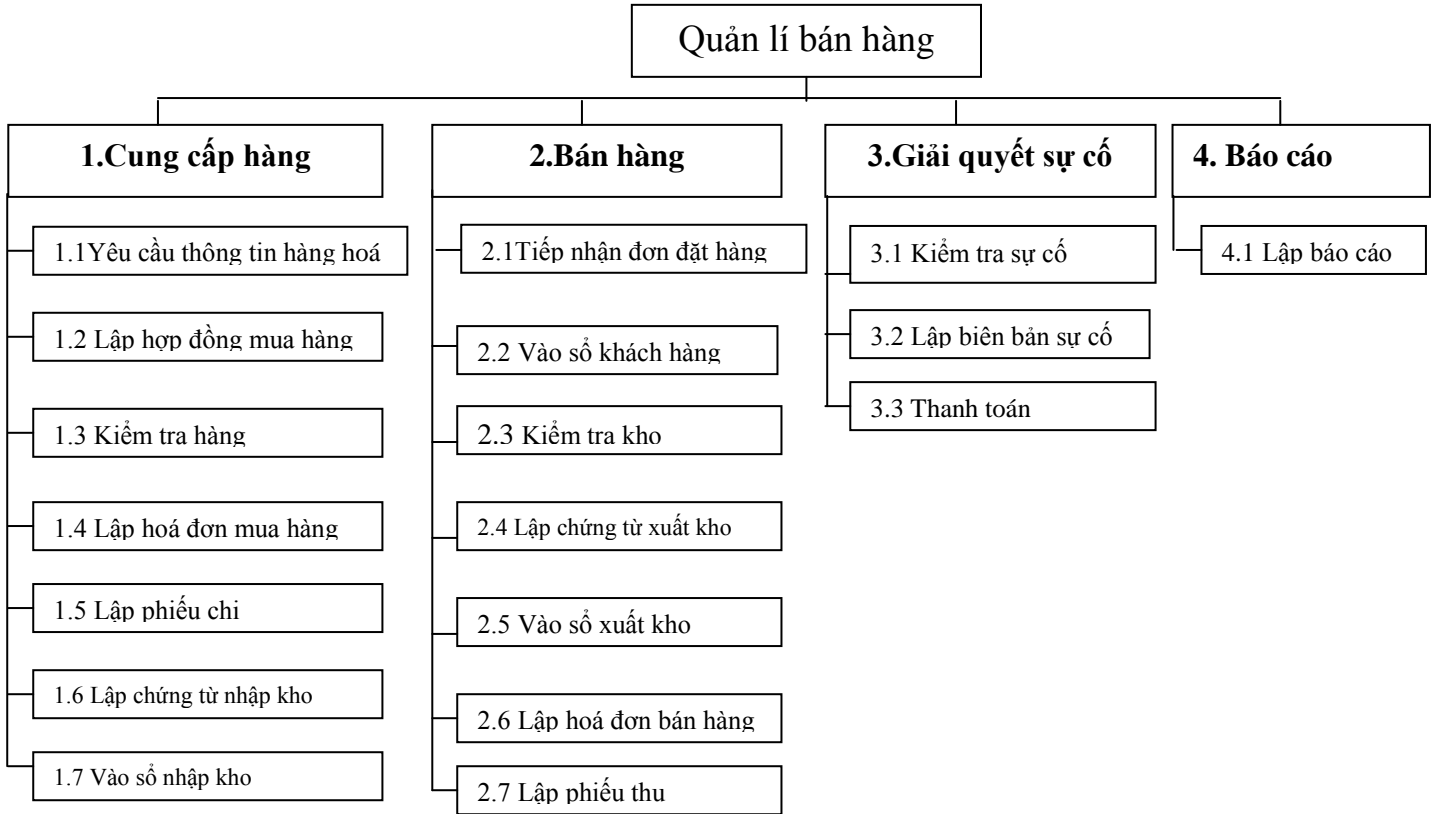 Quản lí bán hàng
1.Cung cấp hàng
1.1Yêu cầu thông tin hàng hoá
1.2 Lập hợp đồng mua hàng
1.3 Kiểm tra hàng
1.4 Lập hoá đơn mua hàng
1.5 Lập phiếu chi
1.6 Lập chứng từ nhập kho
1.7 Vào sổ nhập kho
2.Bán hàng
2.1Tiếp nhận đơn đặt hàng
2.2 Vào sổ khách hàng
2.3 Kiểm tra kho
2.4 Lập chứng từ xuất kho
2.5 Vào sổ xuất kho
2.6 Lập hoá đơn bán hàng
2.7 Lập phiếu thu
3.Giải quyết sự cố
3.1 Kiểm tra sự cố
3.2 Lập biên bản sự cố
3.3 Thanh toán
4. Báo cáo
4.1 Lập báo cáo